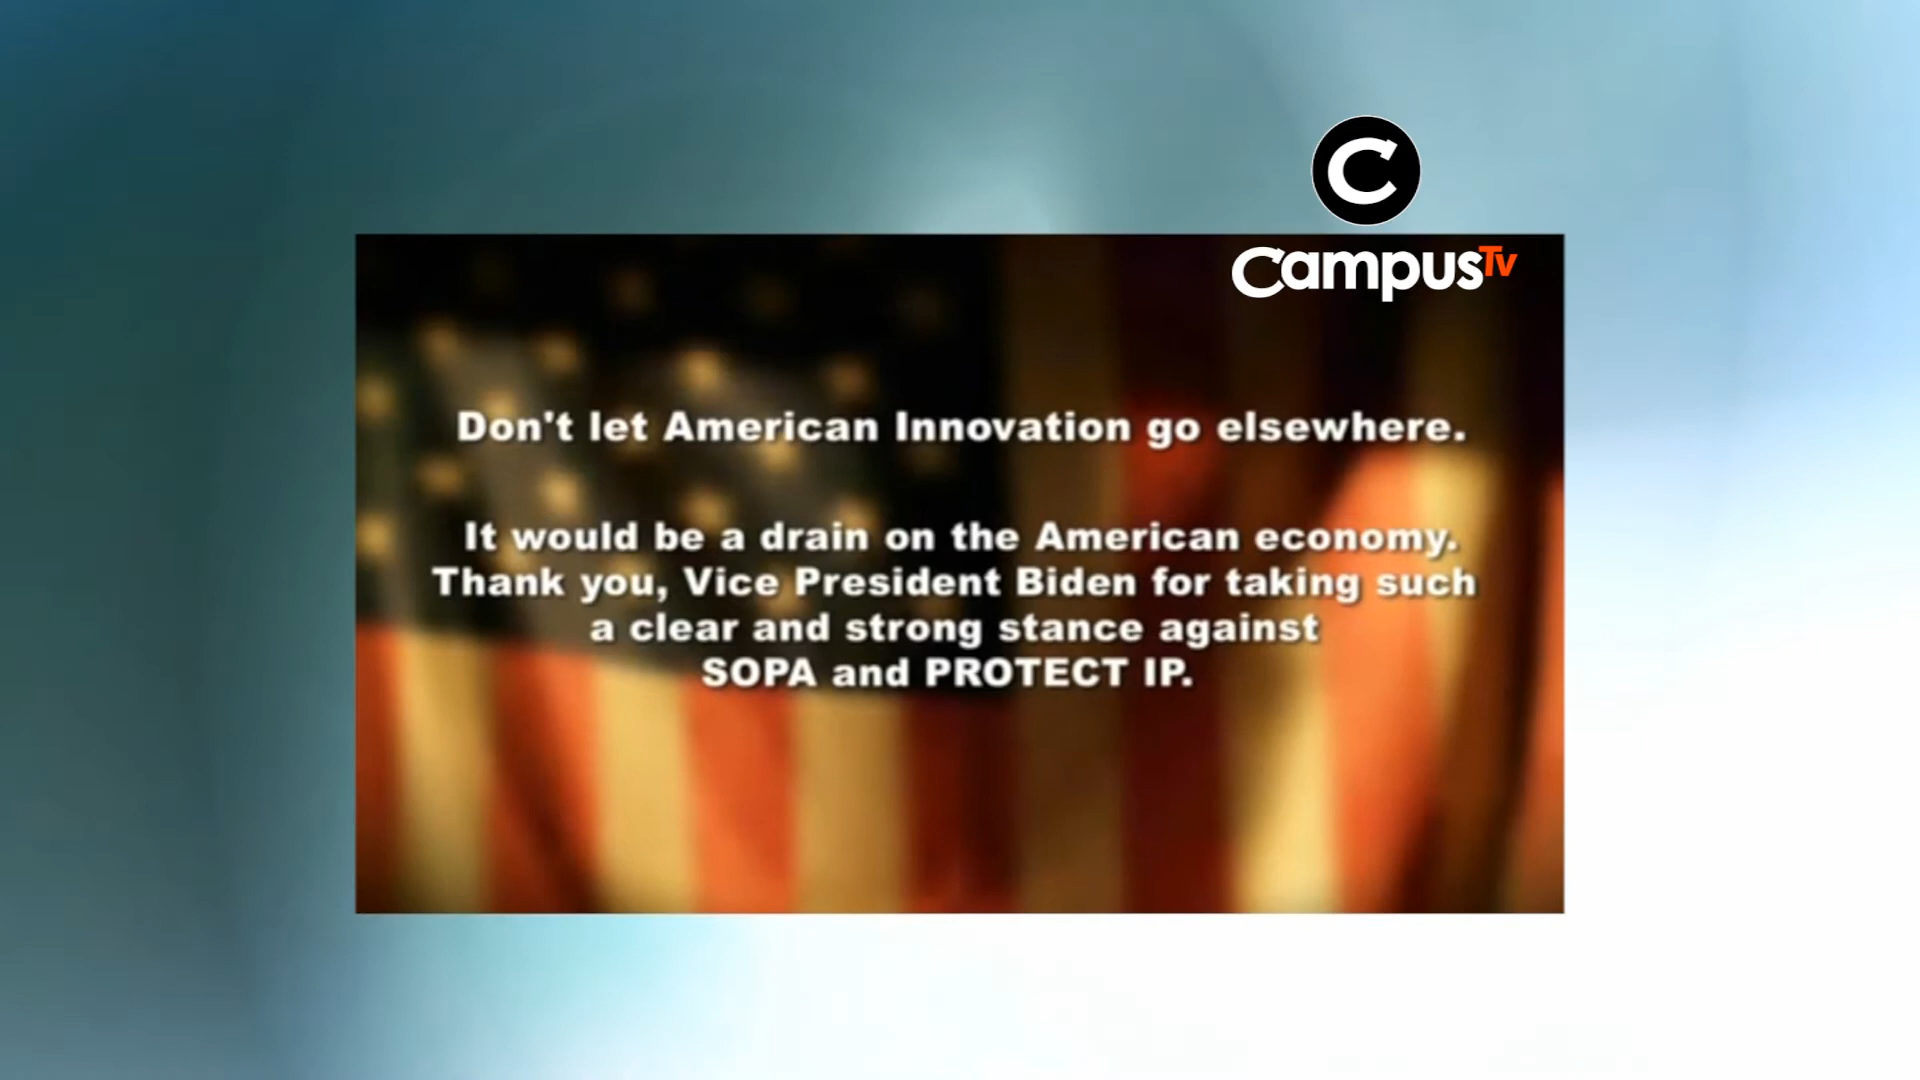 C
CampusTv
Don't let American Innovation go elsewhere.
It would be a drain on the American economy.
Thank you, Vice President Biden for taking such
a clear and strong stance against
SOPA and PROTECT IP.